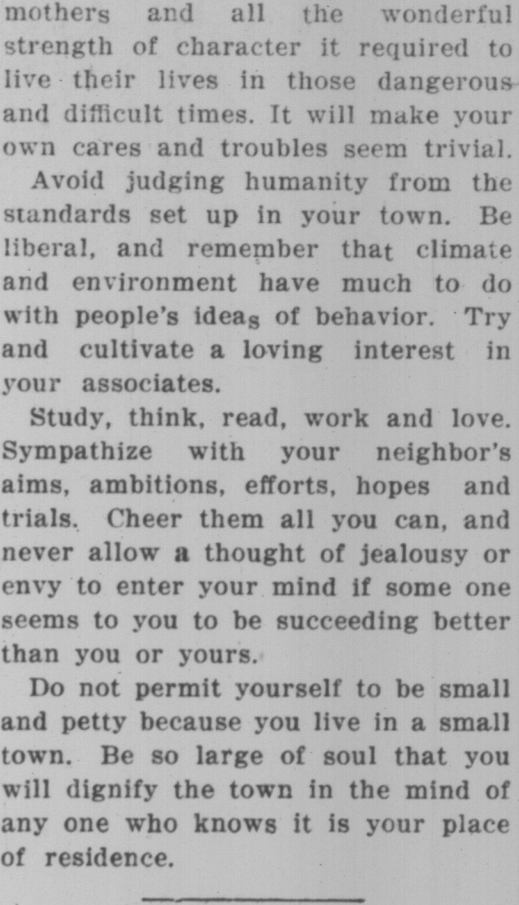 mothers and all the wonderful
strength of character it required to
live their lives in those dangerous
and difficult times. It will make your
own cares and troubles seem trivial.
Avoid judging humanity from the
standards set up in your town. Be
liberal, and remember that climate
and environment have much to do
with people's ideas of behavior. Try
and cultivate a loving interest in
your associates.
Study, think, read, work and love.
Sympathize with your neighbor's
aims, ambitions, efforts, hopes and
trials. Cheer them all you can, and
never allow a thought of jealousy or
envy to enter your mind if some one
seems to you to be succeeding better
than you or yours.
Do not permit yourself to be small
and petty because you live in a small
town. Be so large of soul that you
will dignify the town in the mind of
any one who knows it is your place
of residence.